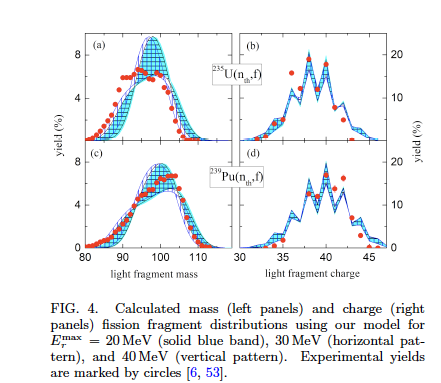 (a)
(b)
8
4
yield (%)
²³⁵U(nth,f)
20
10
yield (%)
(c)
(d)
8
4
0
²³⁹Pu(nth,f)
20
10
0
80 90 100 110
30 35 40 45
light fragment mass
light fragment charge
FIG. 4. Calculated mass (left panels) and charge (right
panels) fission fragment distributions using our model for
E_r^max = 20 MeV (solid blue band), 30 MeV (horizontal pat-
tern), and 40 MeV (vertical pattern). Experimental yields
are marked by circles [6, 53].